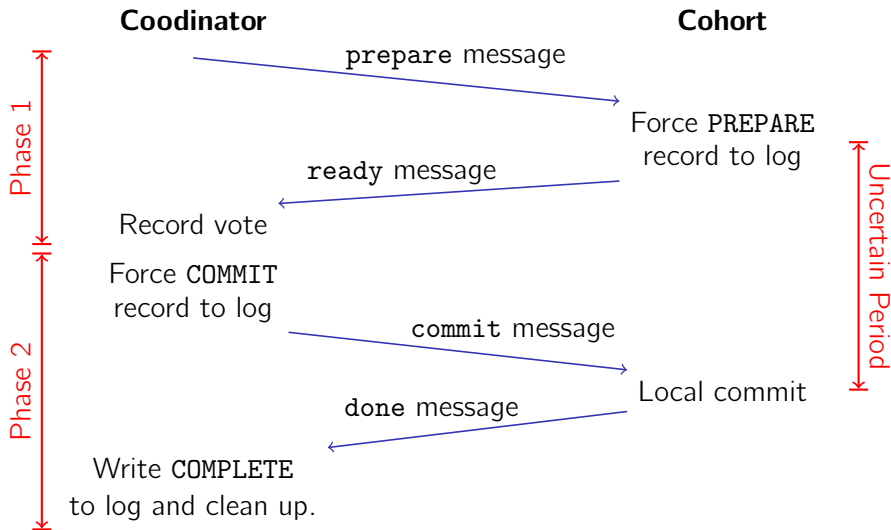 Coodinator
Cohort
prepare message
Phase 1
Force PREPARE
record to log
ready message
Uncertain Period
Record vote
Force COMMIT
record to log
commit message
Phase 2
Local commit
done message
Write COMPLETE
to log and clean up.